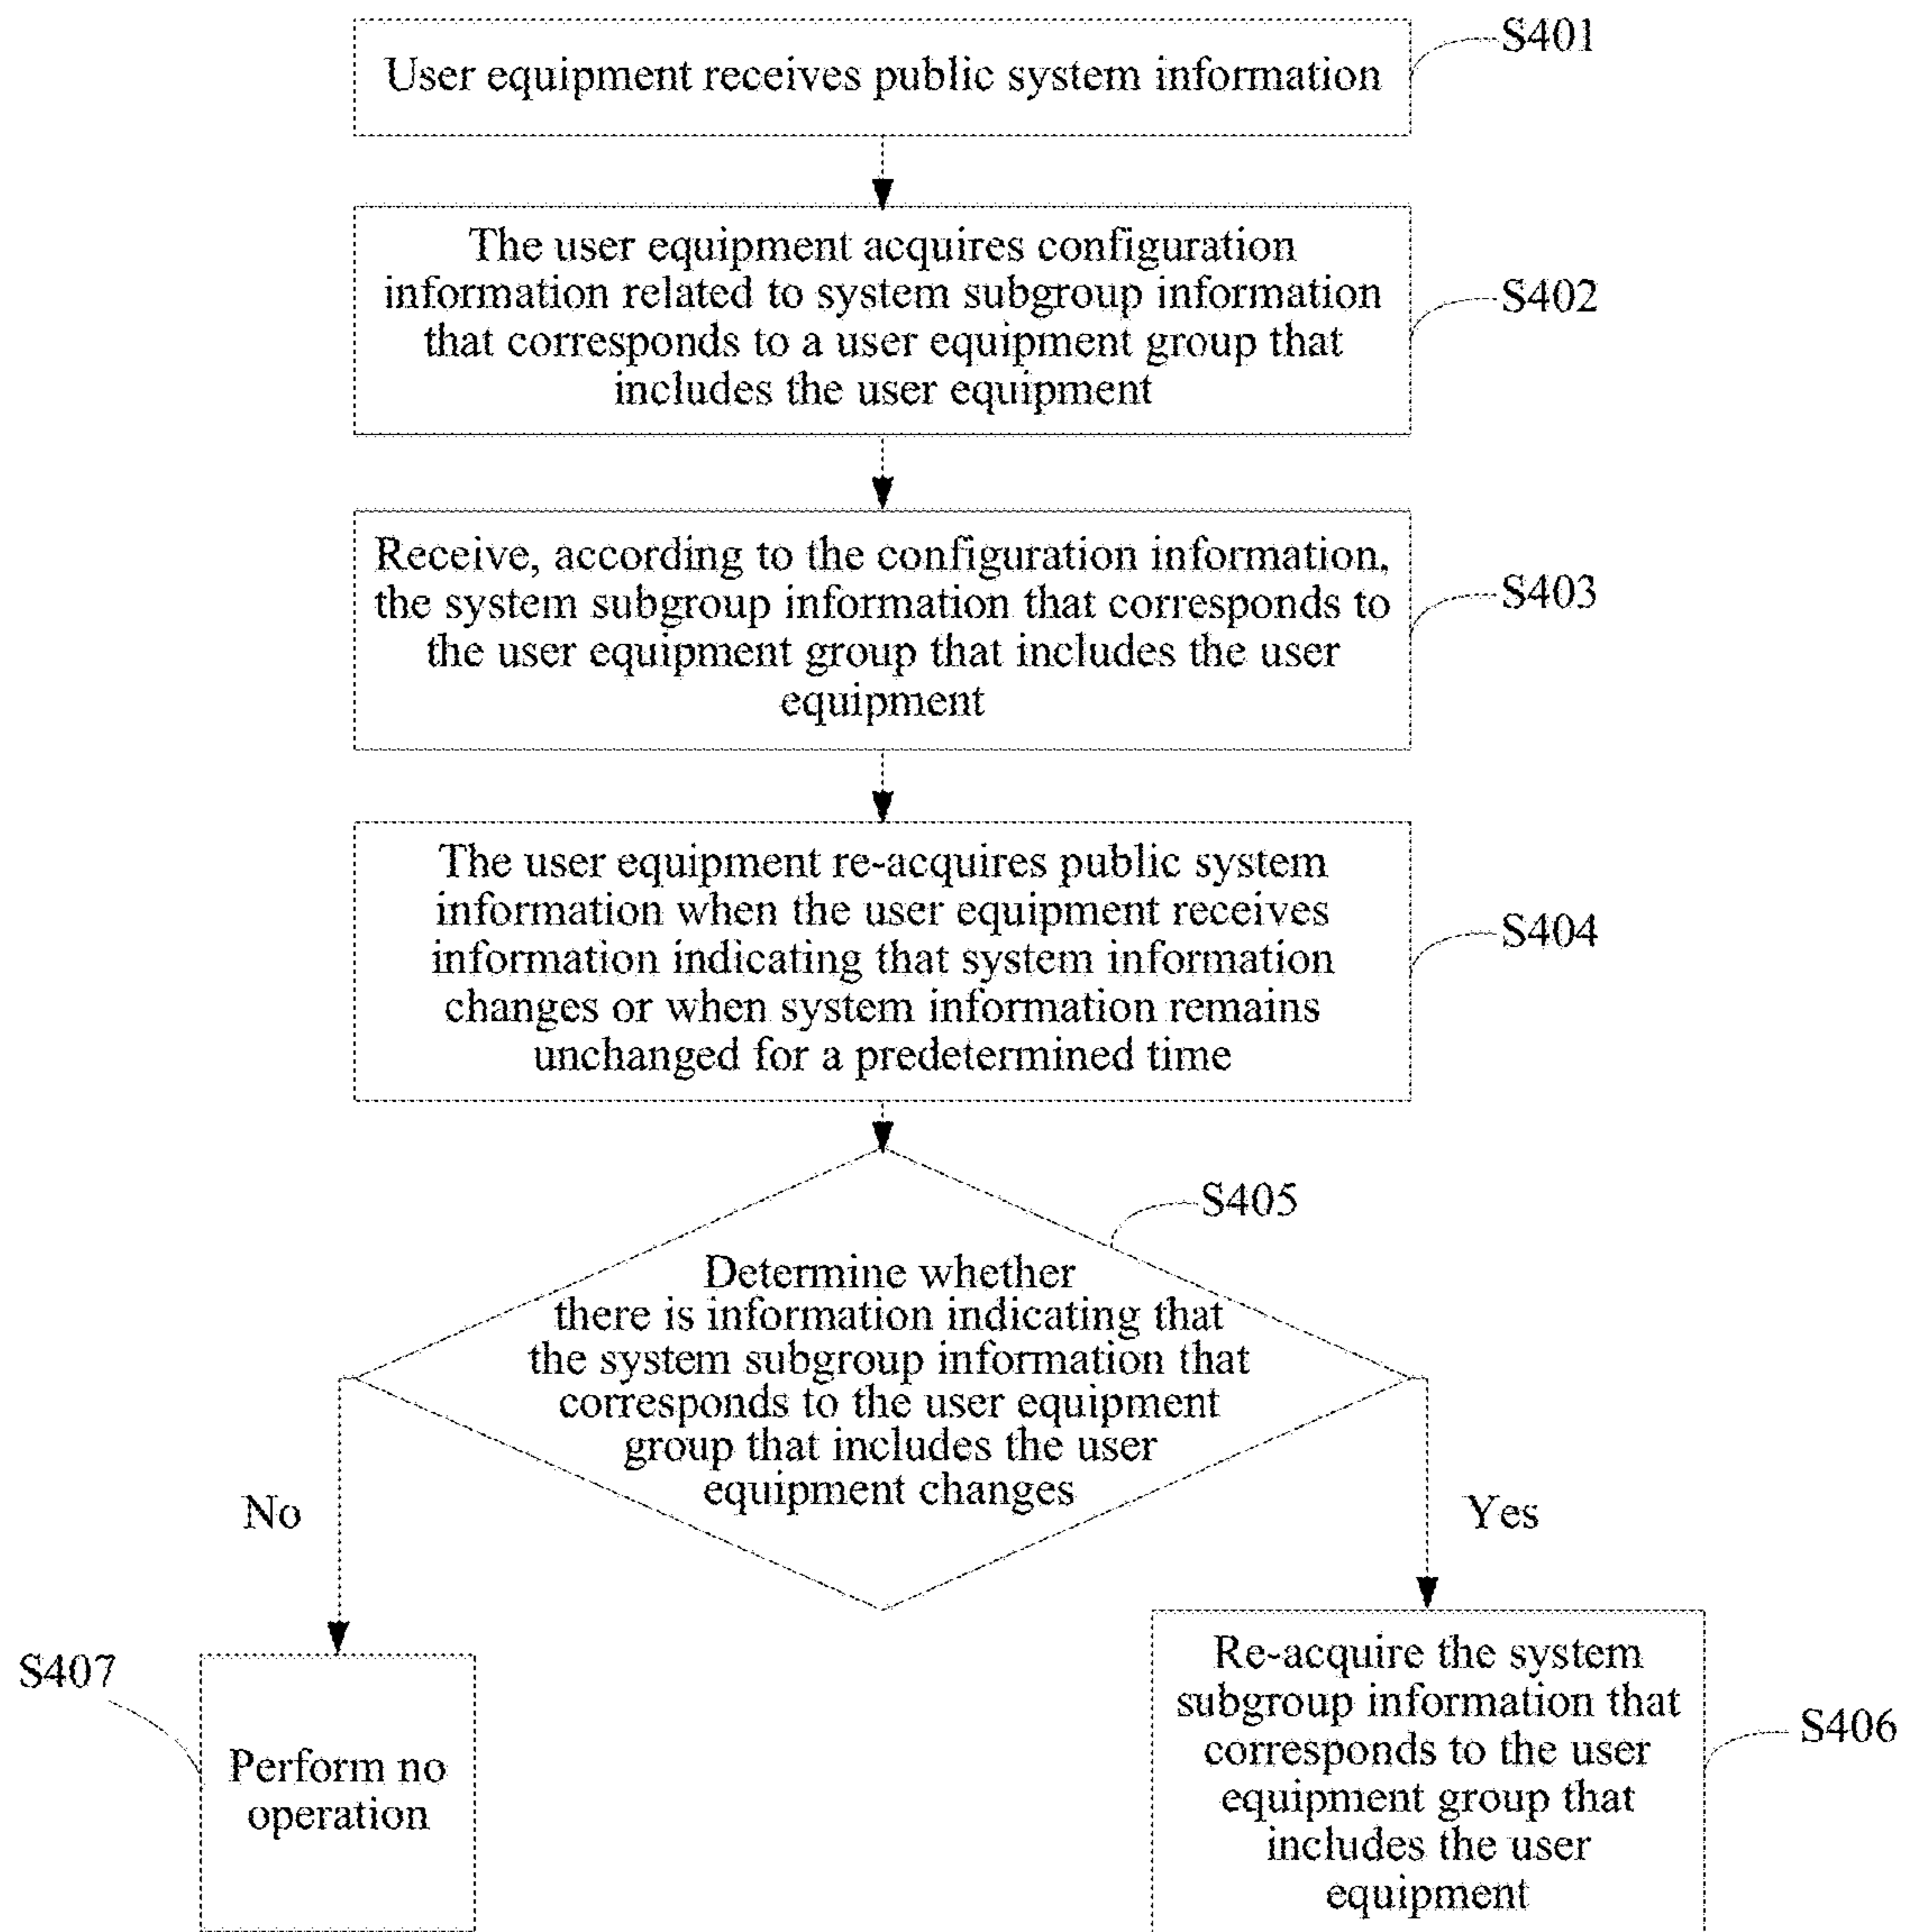 User equipment receives public system information
S401
The user equipment acquires configuration
information related to system subgroup information
that corresponds to a user equipment group that
includes the user equipment
S402
Receive, according to the configuration information,
the system subgroup information that corresponds to
the user equipment group that includes the user
equipment
S403
The user equipment re-acquires public system
information when the user equipment receives
information indicating that system information
changes or when system information remains
unchanged for a predetermined time
S404
S405
Determine whether
there is information indicating that
the system subgroup information that
corresponds to the user equipment
group that includes the user
equipment changes
No
Yes
S407
Perform no
operation
Re-acquire the system
subgroup information that
corresponds to the user
equipment group that
includes the user
equipment
S406